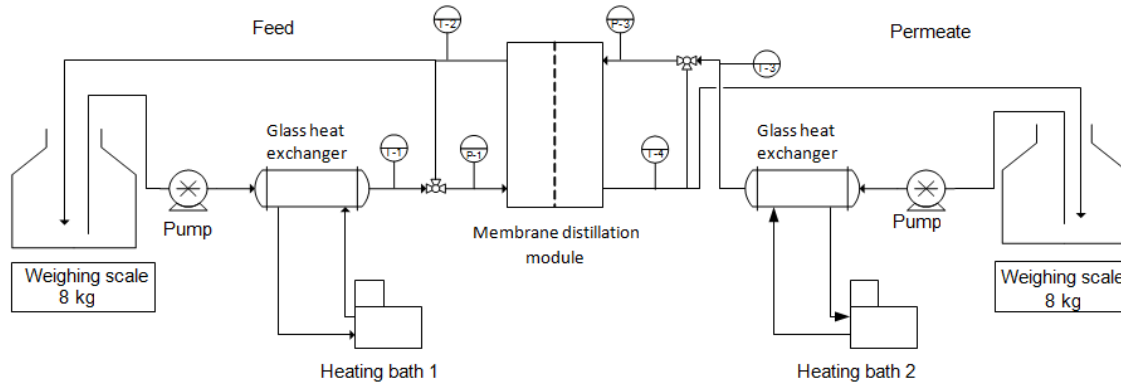 T-2
P-3
Feed
Permeate
T-3
Glass heat
exchanger
T-1
P-1
T-4
Glass heat
exchanger
Pump
Pump
Membrane distillation
module
Weighing scale
8 kg
Weighing scale
8 kg
Heating bath 1
Heating bath 2